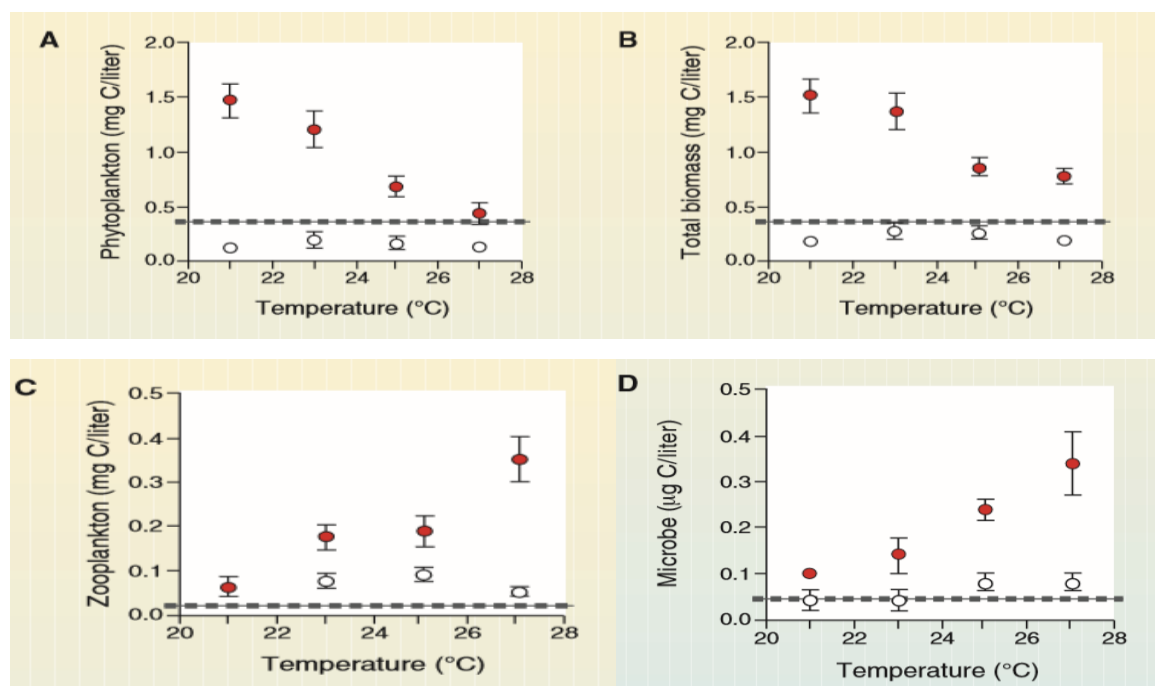 A
Phytoplankton (mg C/liter)
2.0
1.5
1.0
0.5
0.0
20 22 24 26 28
Temperature (°C)
B
Total biomass (mg C/liter)
2.0
1.5
1.0
0.5
0.0
20 22 24 26 28
Temperature (°C)
C
Zooplankton (mg C/liter)
0.5
0.4
0.3
0.2
0.1
0.0
20 22 24 26 28
Temperature (°C)
D
Microbe (μg C/liter)
0.5
0.4
0.3
0.2
0.1
0.0
20 22 24 26 28
Temperature (°C)